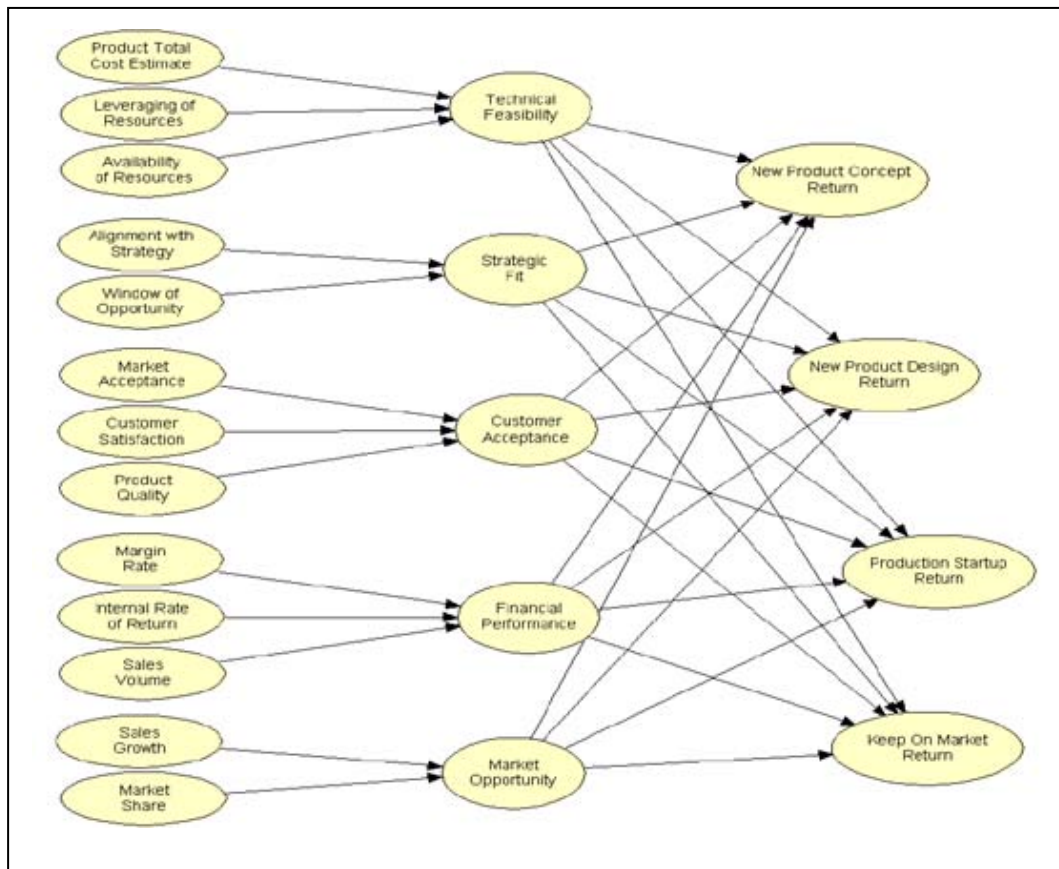 Product Total
Cost Estimate
Leveraging of
Resources
Availability
of Resources
Alignment wth
Strategy
Window of
Opportunity
Market
Acceptance
Customer
Satisfaction
Product
Quality
Margin
Rate
Internal Rate
of Return
Sales
Volume
Sales
Growth
Market
Share
Technical
Feasibility
Strategic
Fit
Customer
Acceptance
Financial
Performance
Market
Opportunity
New Product Concept
Return
New Product Design
Return
Production Startup
Return
Keep On Market
Return